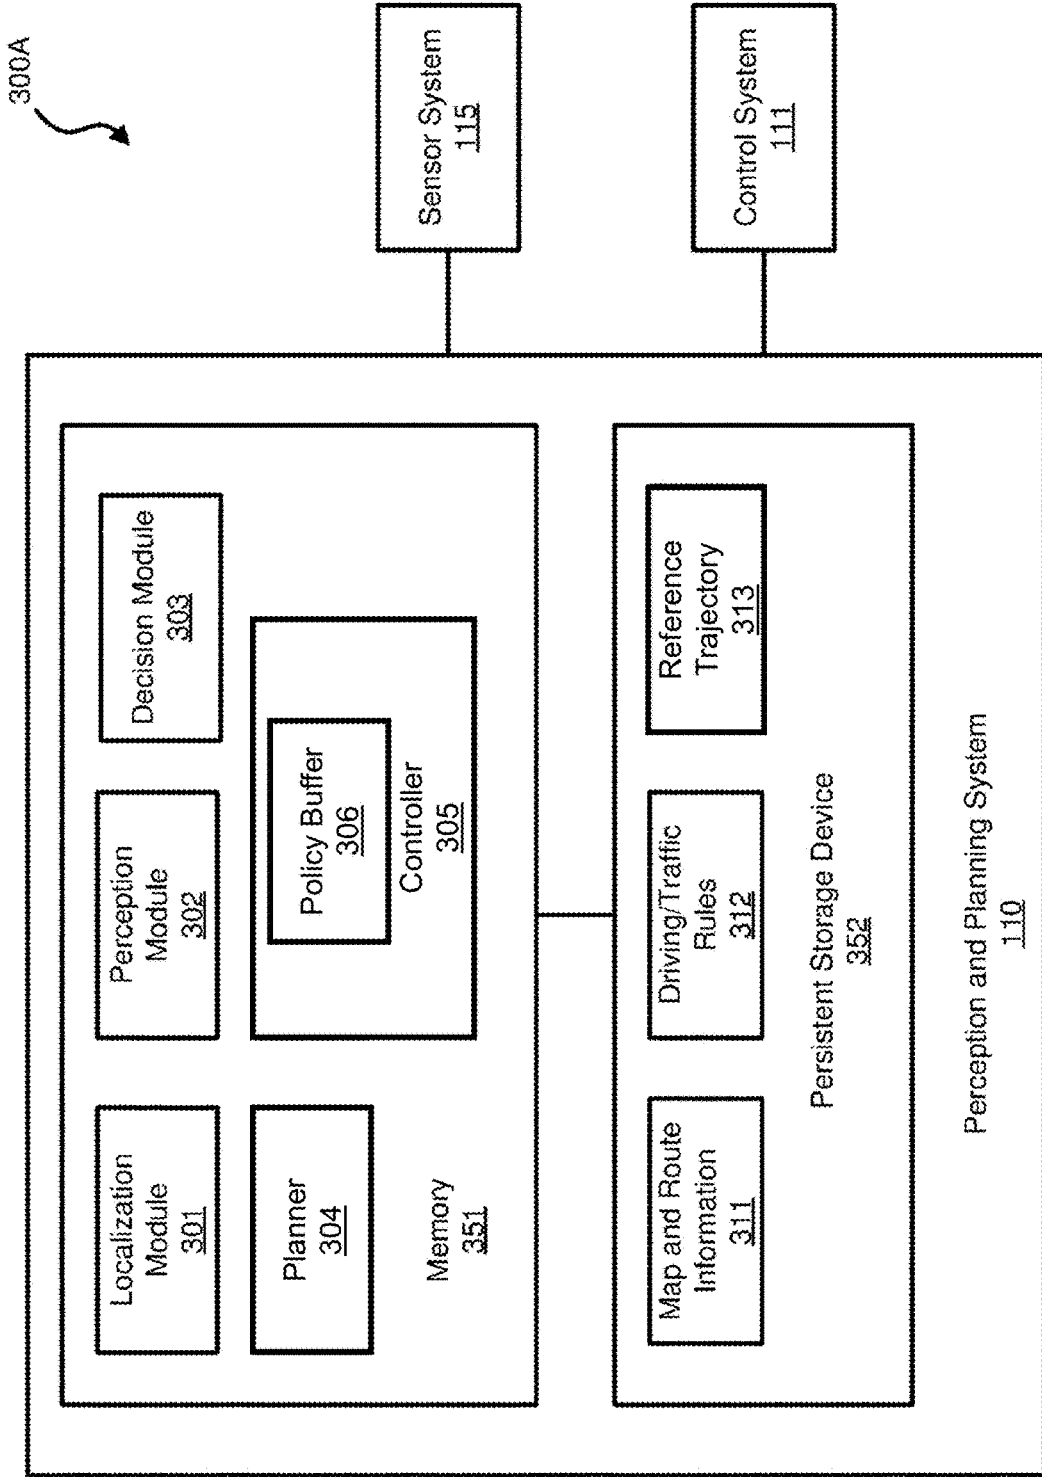 300A
Localization
Module
301
Perception
Module
302
Decision Module
303
Planner
304
Policy Buffer
306
Controller
305
Memory
351
Sensor System
115
Map and Route
Information
311
Driving/Traffic
Rules
312
Reference
Trajectory
313
Persistent Storage Device
352
Control System
111
Perception and Planning System
110